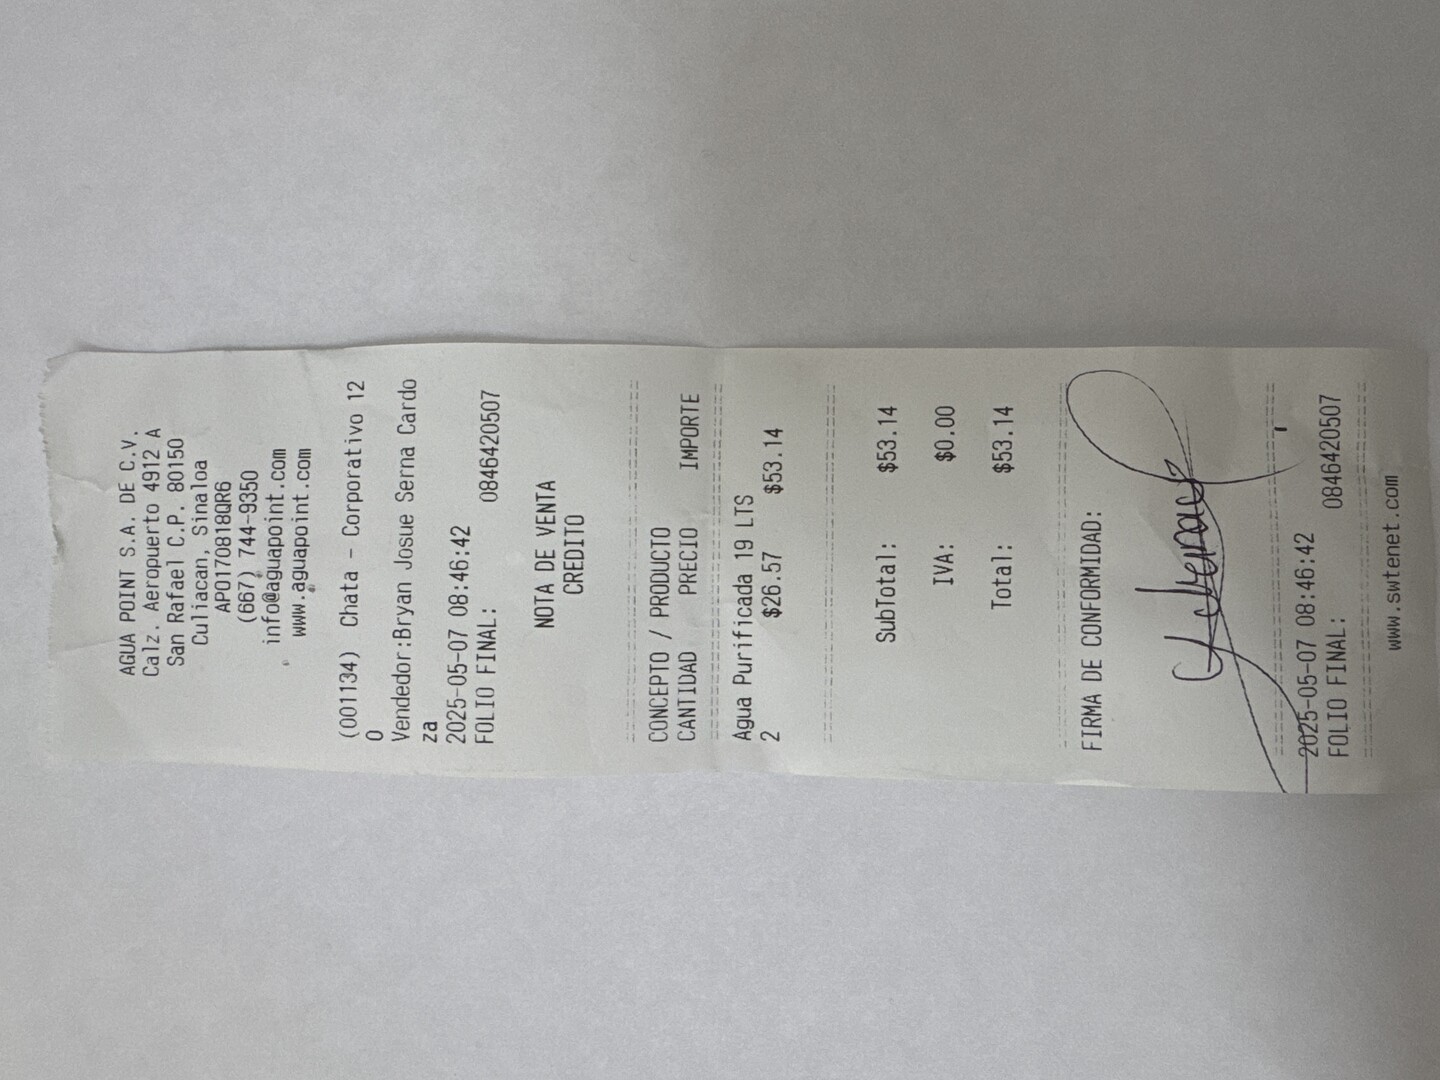 AGUA POINT S.A. DE C.V.
Calz. Aeropuerto 4912 A
San Rafael C.P. 80150
Culiacan, Sinaloa
APO170818QR6
(667) 744-9350
info@aguapoint.com
www.aguapoint.com
(001134) Chata - Corporativo 12
0
Vendedor:Bryan Josue Serna Cardo
za
2025-05-07 08:46:42
FOLIO FINAL: 0846420507
NOTA DE VENTA
CREDITO
CONCEPTO / PRODUCTO
CANTIDAD PRECIO IMPORTE
Agua Purificada 19 LTS
2 $26.57 $53.14
SubTotal: $53.14
IVA: $0.00
Total: $53.14
FIRMA DE CONFORMIDAD:
2025-05-07 08:46:42
FOLIO FINAL: 0846420507
www.swtenet.com